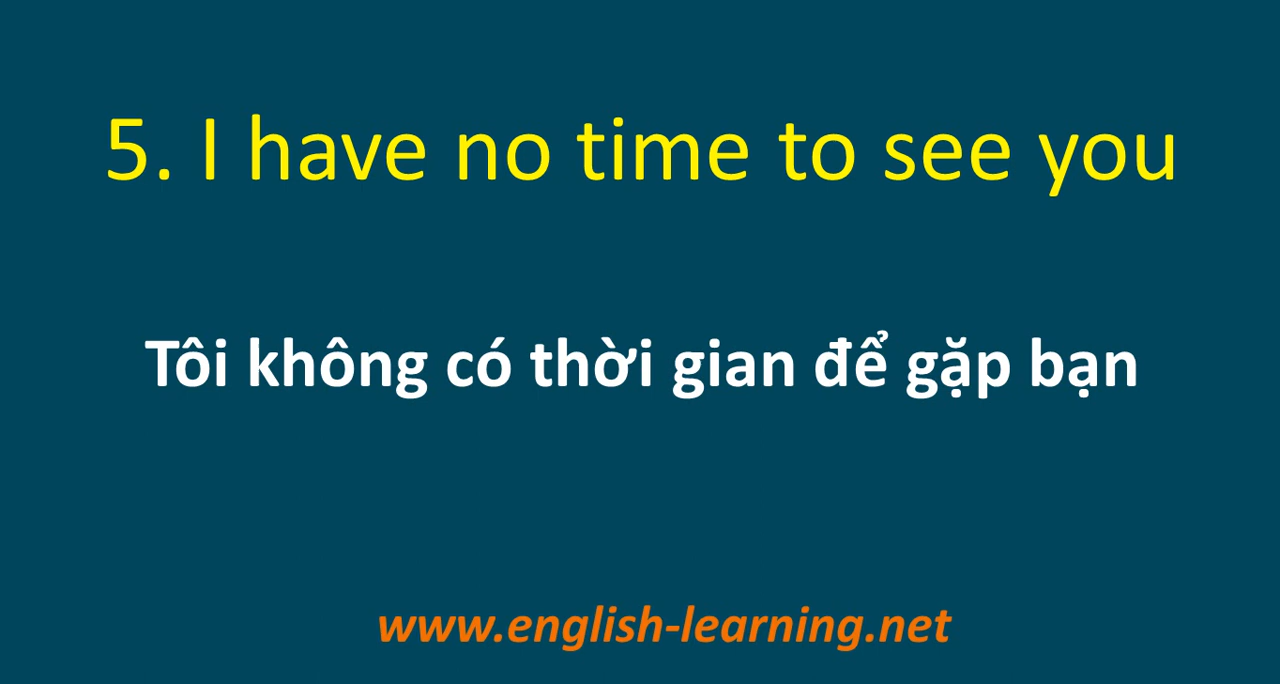 5. I have no time to see you
Tôi không có thời gian để gặp bạn
www.english-learning.net